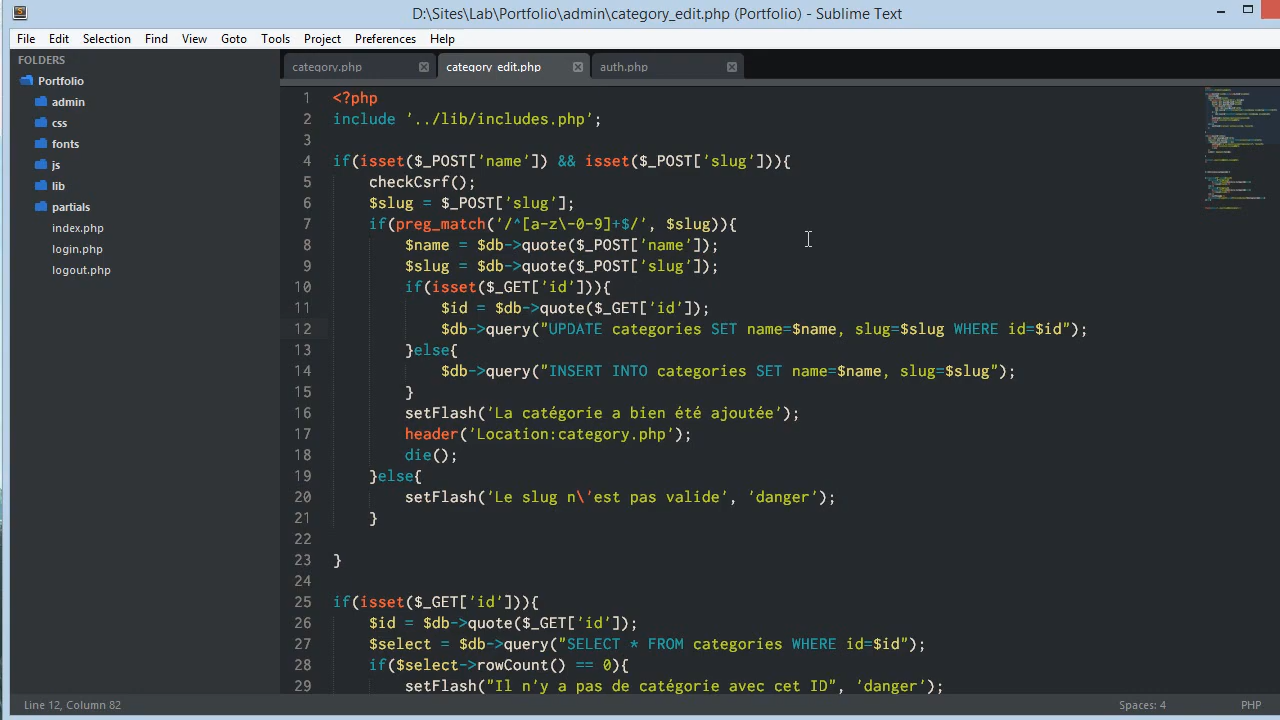 D:\Sites\Lab\Portfolio\admin\category_edit.php (Portfolio) - Sublime Text
File Edit Selection Find View Goto Tools Project Preferences Help
FOLDERS
Portfolio
admin
css
fonts
js
lib
partials
index.php
login.php
logout.php
category.php category_edit.php auth.php
1 <?php
2 include '../lib/includes.php';
3
4 if(isset($_POST['name']) && isset($_POST['slug'])){
5 checkCsrf();
6 $slug = $_POST['slug'];
7 if(preg_match('/^[a-z\-0-9]+$/', $slug)){
8 $name = $db->quote($_POST['name']);
9 $slug = $db->quote($_POST['slug']);
10 if(isset($_GET['id'])){
11 $id = $db->quote($_GET['id']);
12 $db->query("UPDATE categories SET name=$name, slug=$slug WHERE id=$id");
13 }else{
14 $db->query("INSERT INTO categories SET name=$name, slug=$slug");
15 }
16 setFlash('La catégorie a bien été ajoutée');
17 header('Location:category.php');
18 die();
19 }else{
20 setFlash('Le slug n\'est pas valide', 'danger');
21 }
22
23 }
24
25 if(isset($_GET['id'])){
26 $id = $db->quote($_GET['id']);
27 $select = $db->query("SELECT * FROM categories WHERE id=$id");
28 if($select->rowCount() == 0){
29 setFlash("Il n'y a pas de catégorie avec cet ID", 'danger');
Line 12, Column 82 Spaces: 4 PHP